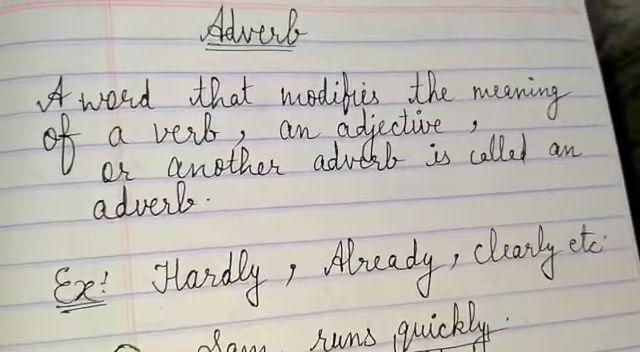 Adverb
A word that modifies the meaning
of a verb, an adjective,
or another adverb is called an
adverb.
Ex: Hardly, Already, clearly etc.
Sam runs quickly.